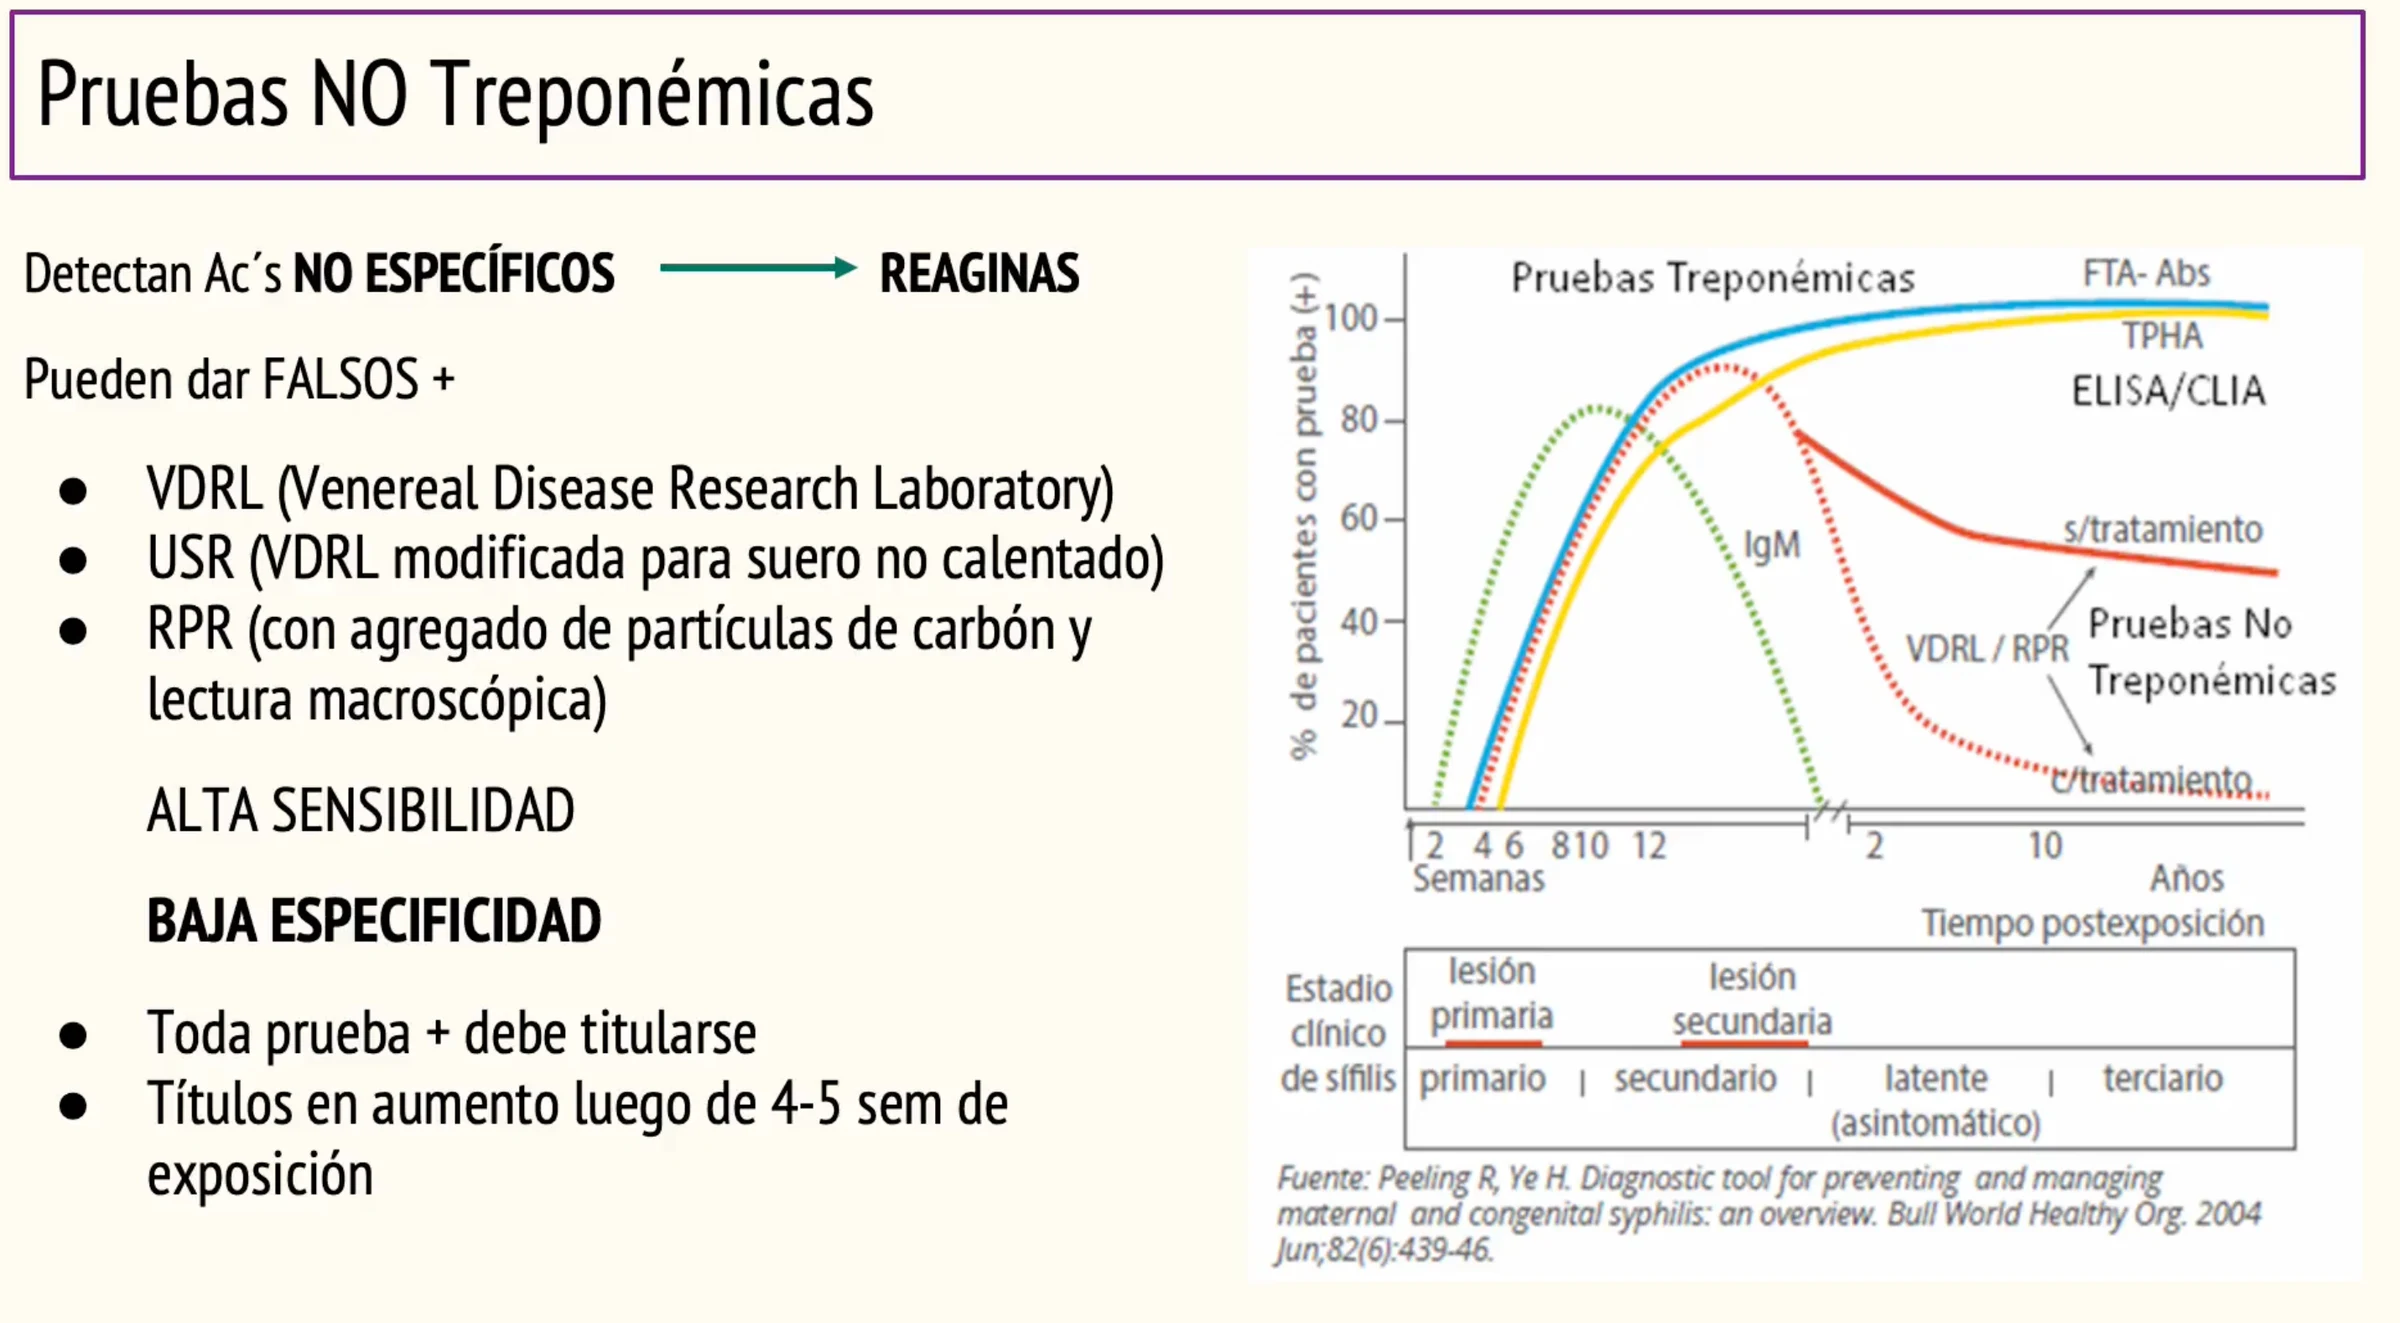 Pruebas NO Treponémicas
Detectan Ac´s NO ESPECÍFICOS
REAGINAS
Pueden dar FALSOS +
● VDRL (Venereal Disease Research Laboratory)
● USR (VDRL modificada para suero no calentado)
● RPR (con agregado de partículas de carbón y
lectura macroscópica)
ALTA SENSIBILIDAD
BAJA ESPECIFICIDAD
● Toda prueba + debe titularse
● Títulos en aumento luego de 4-5 sem de
exposición
Pruebas Treponémicas
FTA- Abs
TPHA
ELISA/CLIA
% de pacientes con prueba (+)
100
80
60
40
20
IgM
s/tratamiento
VDRL / RPR
Pruebas No
Treponémicas
c/tratamiento
2 4 6 8 10 12
2 10
Semanas
Años
Tiempo postexposición
Estadio
clínico
de sífilis
lesión
primaria
lesión
secundaria
primario | secundario | latente | terciario
(asintomático)
Fuente: Peeling R, Ye H. Diagnostic tool for preventing and managing
maternal and congenital syphilis: an overview. Bull World Healthy Org. 2004
Jun;82(6):439-46.